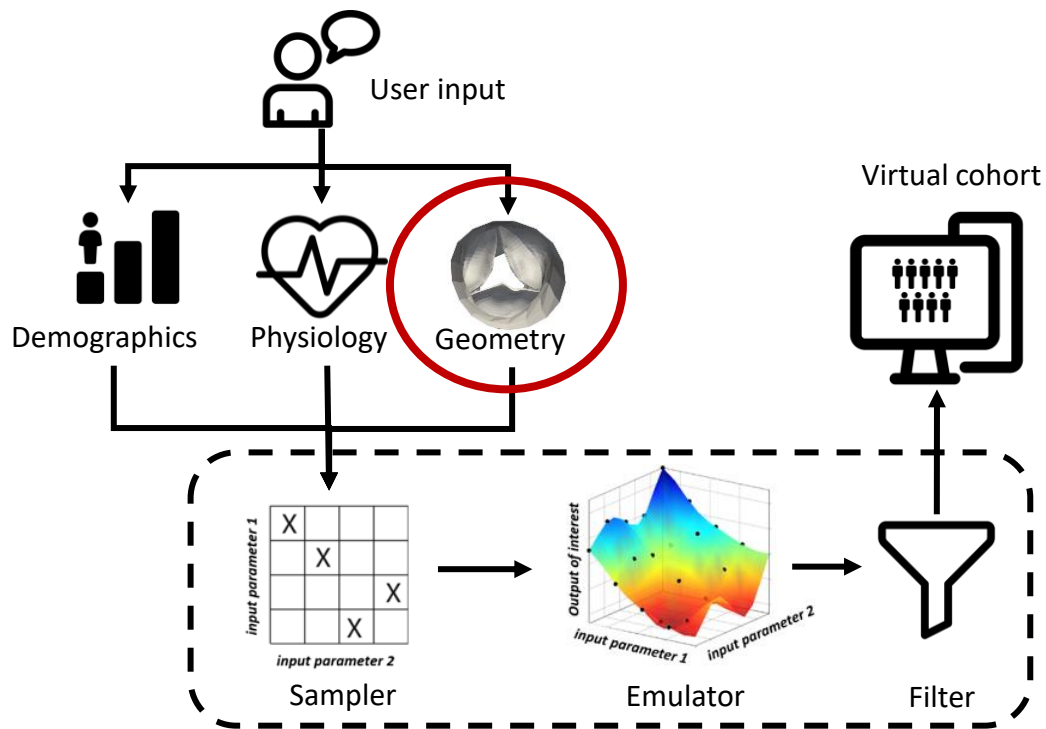 User input
Virtual cohort
Demographics
Physiology
Geometry
input parameter 1
X
X
X
X
input parameter 2
Sampler
Output of interest
input parameter 1
input parameter 2
Emulator
Filter